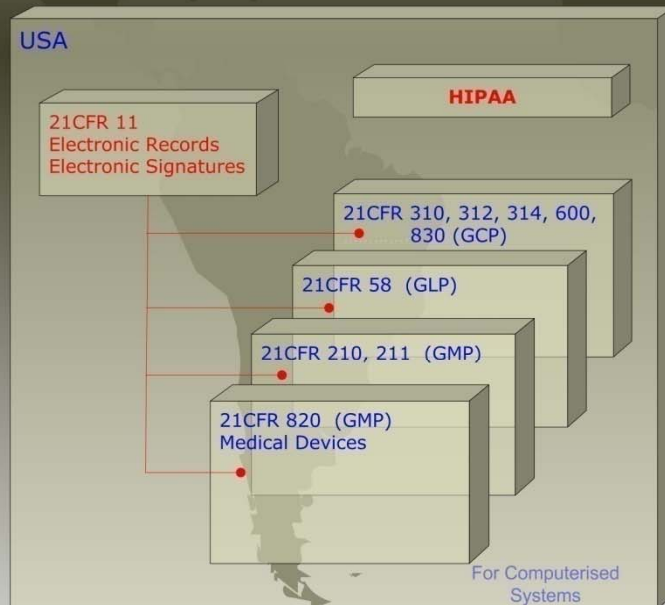 USA
HIPAA
21CFR 11
Electronic Records
Electronic Signatures
21CFR 310, 312, 314, 600,
830 (GCP)
21CFR 58 (GLP)
21CFR 210, 211 (GMP)
21CFR 820 (GMP)
Medical Devices
For Computerised
Systems